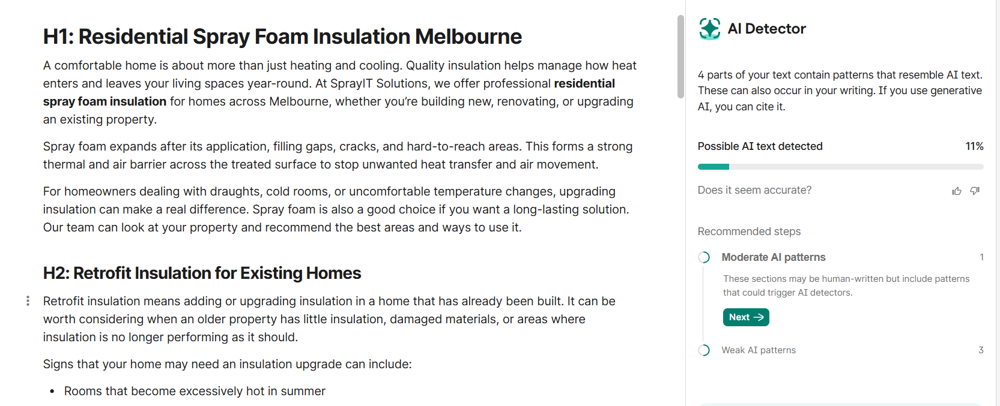 H1: Residential Spray Foam Insulation Melbourne
A comfortable home is about more than just heating and cooling. Quality insulation helps manage how heat
enters and leaves your living spaces year-round. At SprayIT Solutions, we offer professional residential
spray foam insulation for homes across Melbourne, whether you’re building new, renovating, or upgrading
an existing property.
Spray foam expands after its application, filling gaps, cracks, and hard-to-reach areas. This forms a strong
thermal and air barrier across the treated surface to stop unwanted heat transfer and air movement.
For homeowners dealing with draughts, cold rooms, or uncomfortable temperature changes, upgrading
insulation can make a real difference. Spray foam is also a good choice if you want a long-lasting solution.
Our team can look at your property and recommend the best areas and ways to use it.
H2: Retrofit Insulation for Existing Homes
Retrofit insulation means adding or upgrading insulation in a home that has already been built. It can be
worth considering when an older property has little insulation, damaged materials, or areas where
insulation is no longer performing as it should.
Signs that your home may need an insulation upgrade can include:
• Rooms that become excessively hot in summer
AI Detector
4 parts of your text contain patterns that resemble AI text.
These can also occur in your writing. If you use generative
AI, you can cite it.
Possible AI text detected 11%
Does it seem accurate?
Recommended steps
Moderate AI patterns 1
These sections may be human-written but include patterns
that could trigger AI detectors.
Next →
Weak AI patterns 3